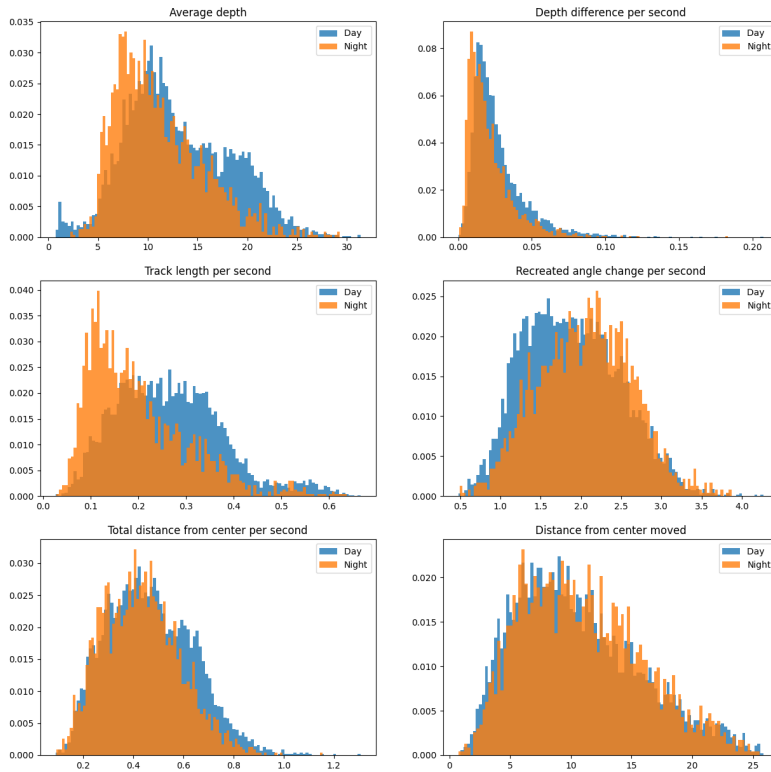 Average depth
Day
Night
0.035
0.030
0.025
0.020
0.015
0.010
0.005
0.000
0 5 10 15 20 25 30
Depth difference per second
Day
Night
0.08
0.06
0.04
0.02
0.00
0.00 0.05 0.10 0.15 0.20
Track length per second
Day
Night
0.040
0.035
0.030
0.025
0.020
0.015
0.010
0.005
0.000
0.0 0.1 0.2 0.3 0.4 0.5 0.6
Recreated angle change per second
Day
Night
0.025
0.020
0.015
0.010
0.005
0.000
0.5 1.0 1.5 2.0 2.5 3.0 3.5 4.0
Total distance from center per second
Day
Night
0.030
0.025
0.020
0.015
0.010
0.005
0.000
0.2 0.4 0.6 0.8 1.0 1.2
Distance from center moved
Day
Night
0.020
0.015
0.010
0.005
0.000
0 5 10 15 20 25